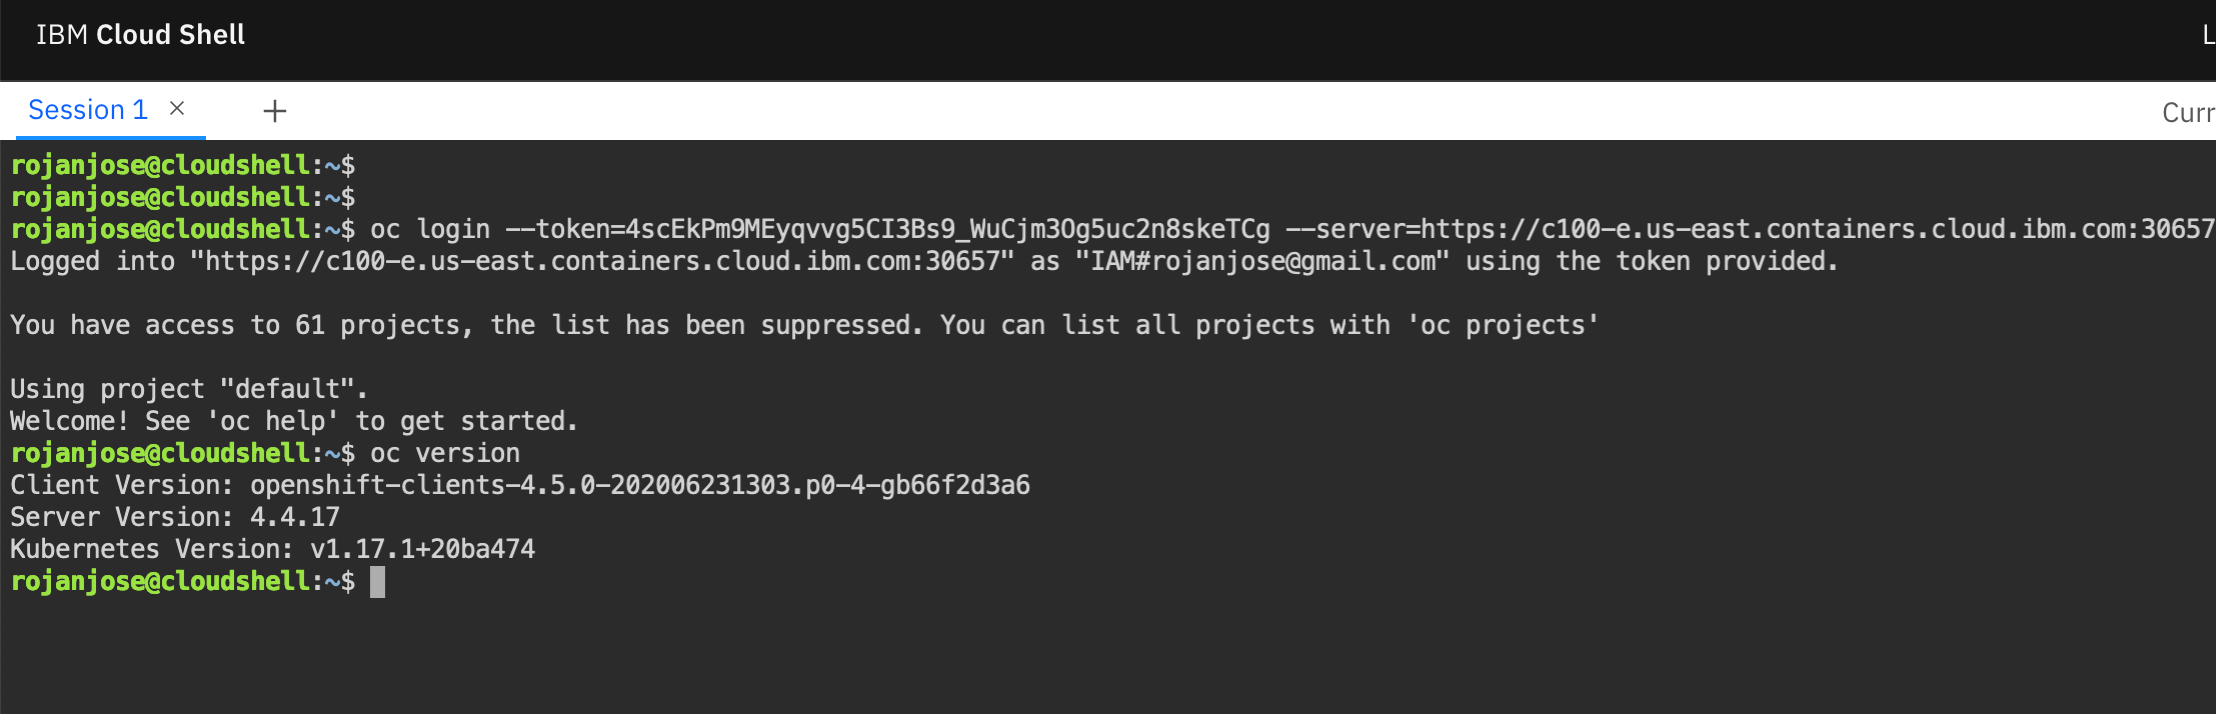 IBM Cloud Shell
L
Session 1 × +
Curr
rojanjose@cloudshell:~$
rojanjose@cloudshell:~$
rojanjose@cloudshell:~$ oc login --token=4scEkPm9MEyqvvg5CI3Bs9_WuCjm3Og5uc2n8skeTCg --server=https://c100-e.us-east.containers.cloud.ibm.com:30657
Logged into "https://c100-e.us-east.containers.cloud.ibm.com:30657" as "IAM#rojanjose@gmail.com" using the token provided.
You have access to 61 projects, the list has been suppressed. You can list all projects with 'oc projects'
Using project "default".
Welcome! See 'oc help' to get started.
rojanjose@cloudshell:~$ oc version
Client Version: openshift-clients-4.5.0-202006231303.p0-4-gb66f2d3a6
Server Version: 4.4.17
Kubernetes Version: v1.17.1+20ba474
rojanjose@cloudshell:~$